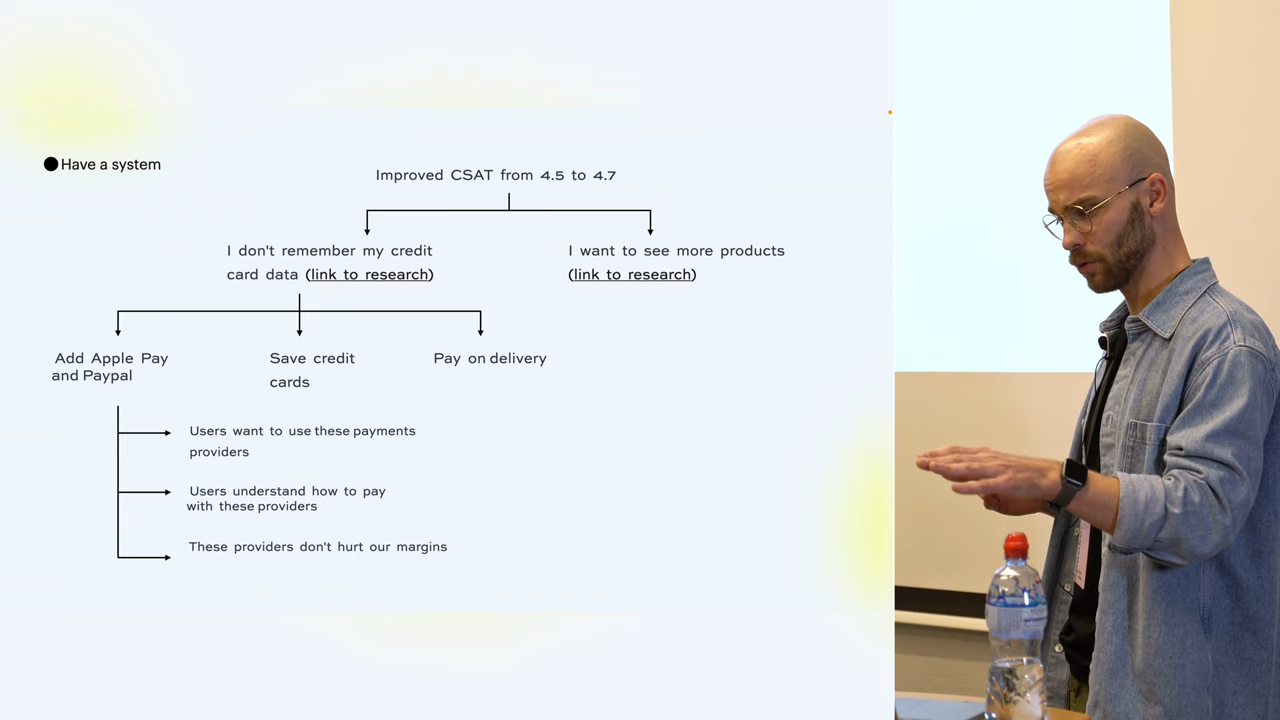 Have a system
Improved CSAT from 4.5 to 4.7
I don't remember my credit
card data (link to research)
I want to see more products
(link to research)
Add Apple Pay
and Paypal
Save credit
cards
Pay on delivery
Users want to use these payments
providers
Users understand how to pay
with these providers
These providers don't hurt our margins